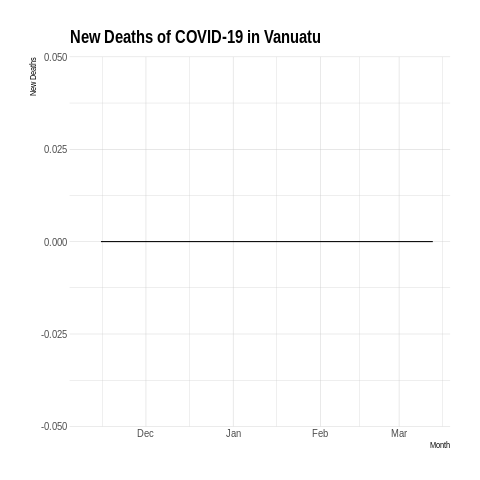 New Deaths of COVID-19 in Vanuatu
New Deaths
0.050
0.025
0.000
-0.025
-0.050
Dec Jan Feb Mar
Month